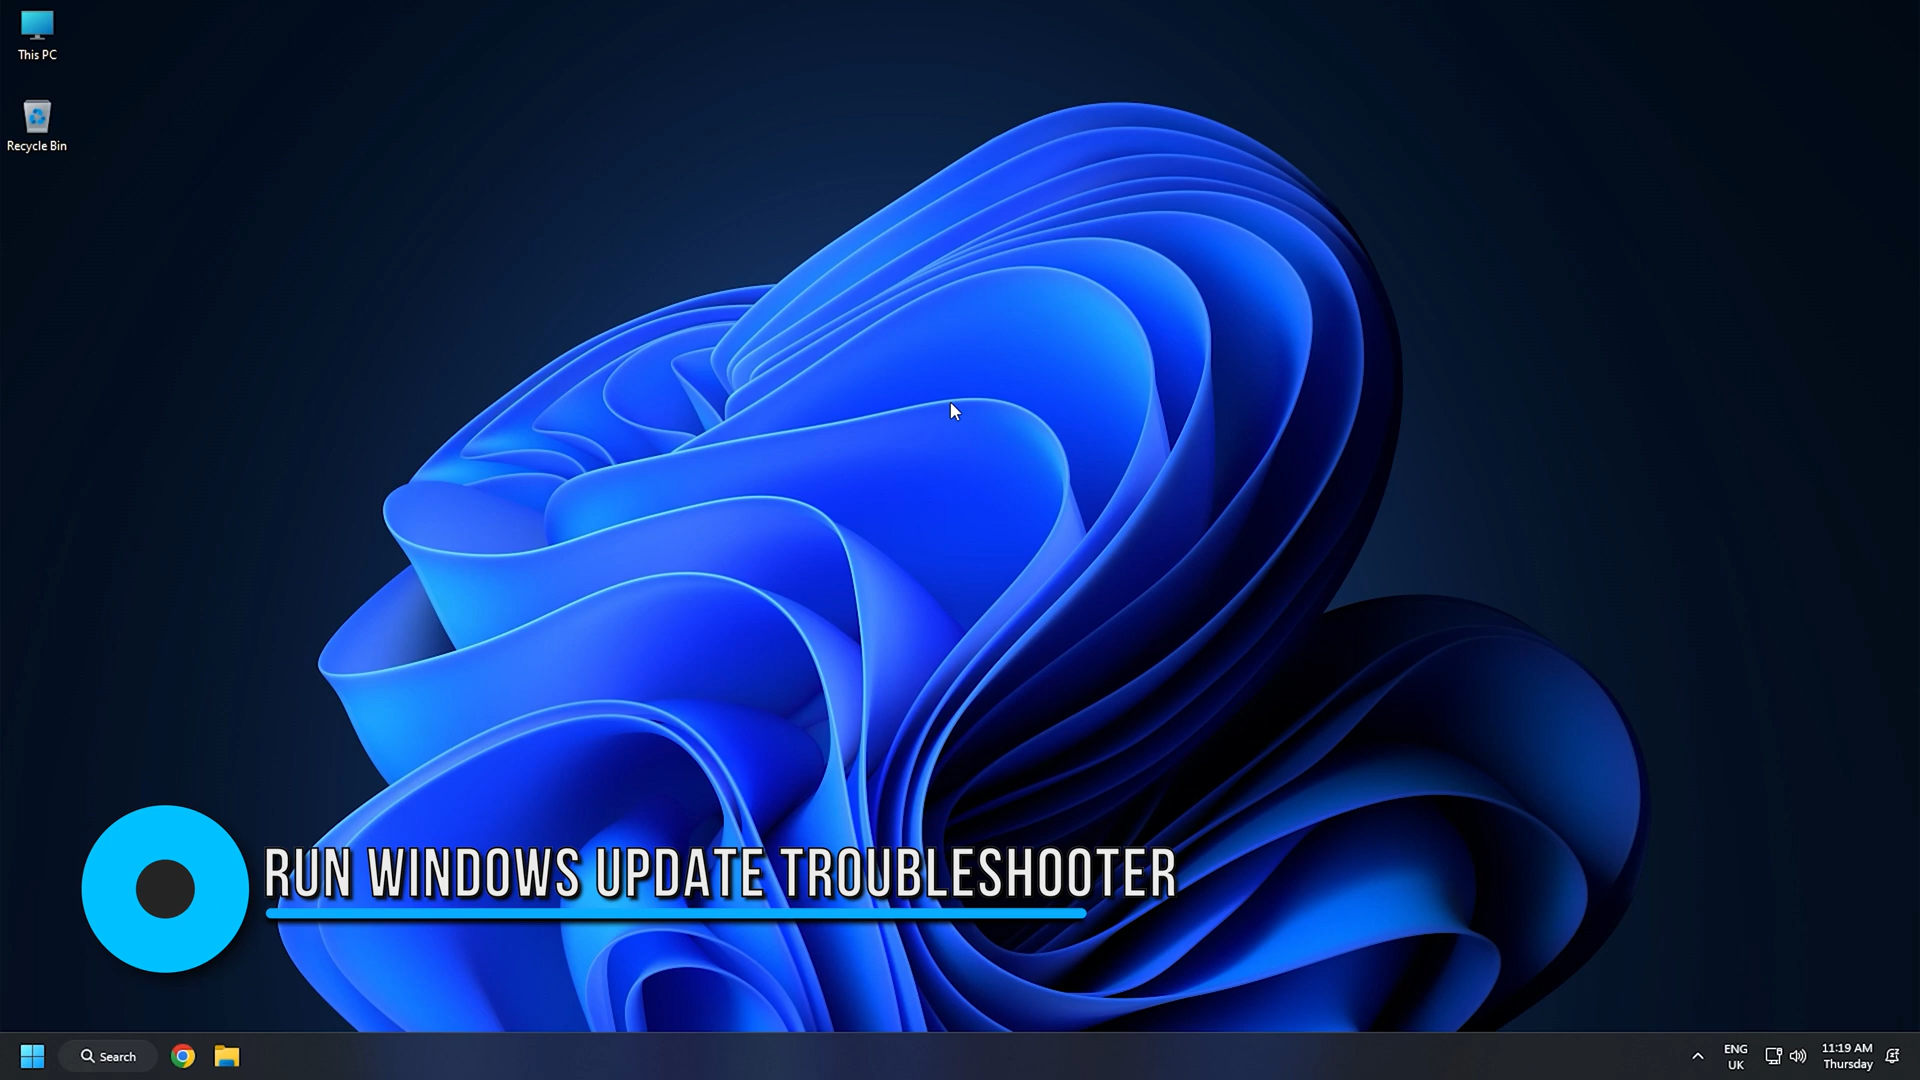 This PC
Recycle Bin
RUN WINDOWS UPDATE TROUBLESHOOTER
Search
ENG
UK
11:19 AM
Thursday